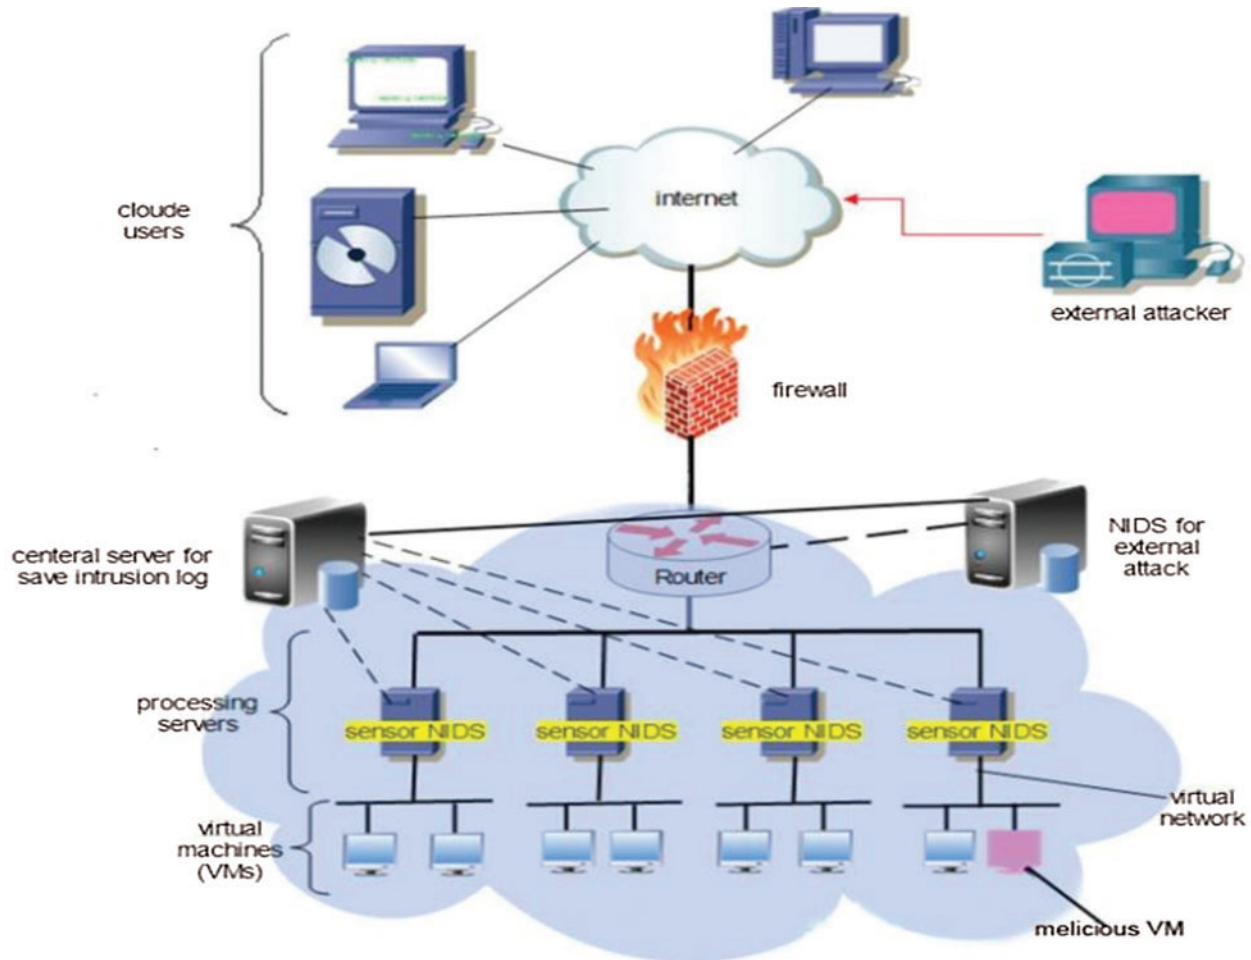 internet
cloude
users
external attacker
firewall
centeral server for
save intrusion log
NIDS for
external
attack
Router
processing
servers
sensor NIDS
sensor NIDS
sensor NIDS
sensor NIDS
virtual
machines
(VMs)
virtual
network
melicious VM